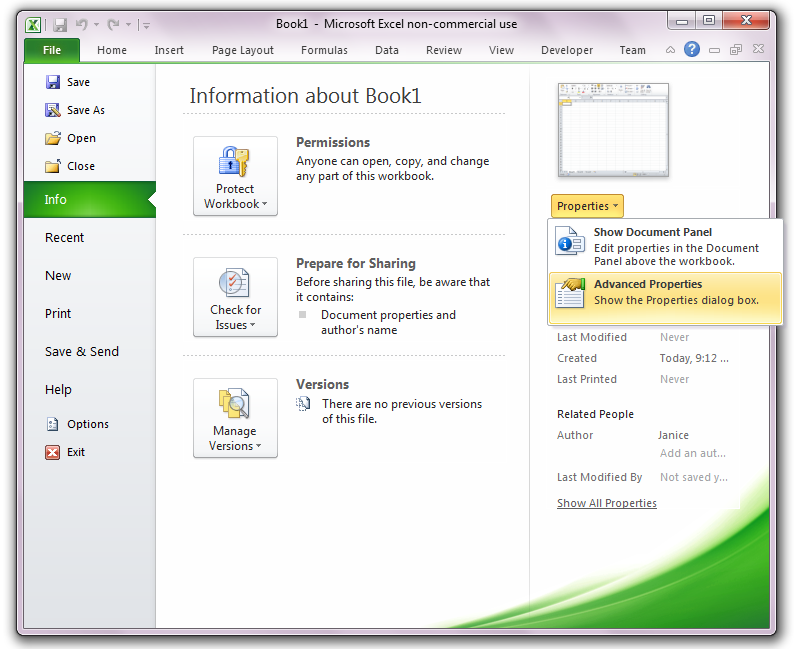 Book1 - Microsoft Excel non-commercial use
File Home Insert Page Layout Formulas Data Review View Developer Team
Save
Save As
Open
Close
Info
Recent
New
Print
Save & Send
Help
Options
Exit
Information about Book1
Protect
Workbook
Permissions
Anyone can open, copy, and change
any part of this workbook.
Check for
Issues
Prepare for Sharing
Before sharing this file, be aware that
it contains:
Document properties and
author's name
Manage
Versions
Versions
There are no previous versions
of this file.
Properties
Show Document Panel
Edit properties in the Document
Panel above the workbook.
Advanced Properties
Show the Properties dialog box.
Last Modified Never
Created Today, 9:12 ...
Last Printed Never
Related People
Author Janice
Add an aut...
Last Modified By Not saved y...
Show All Properties